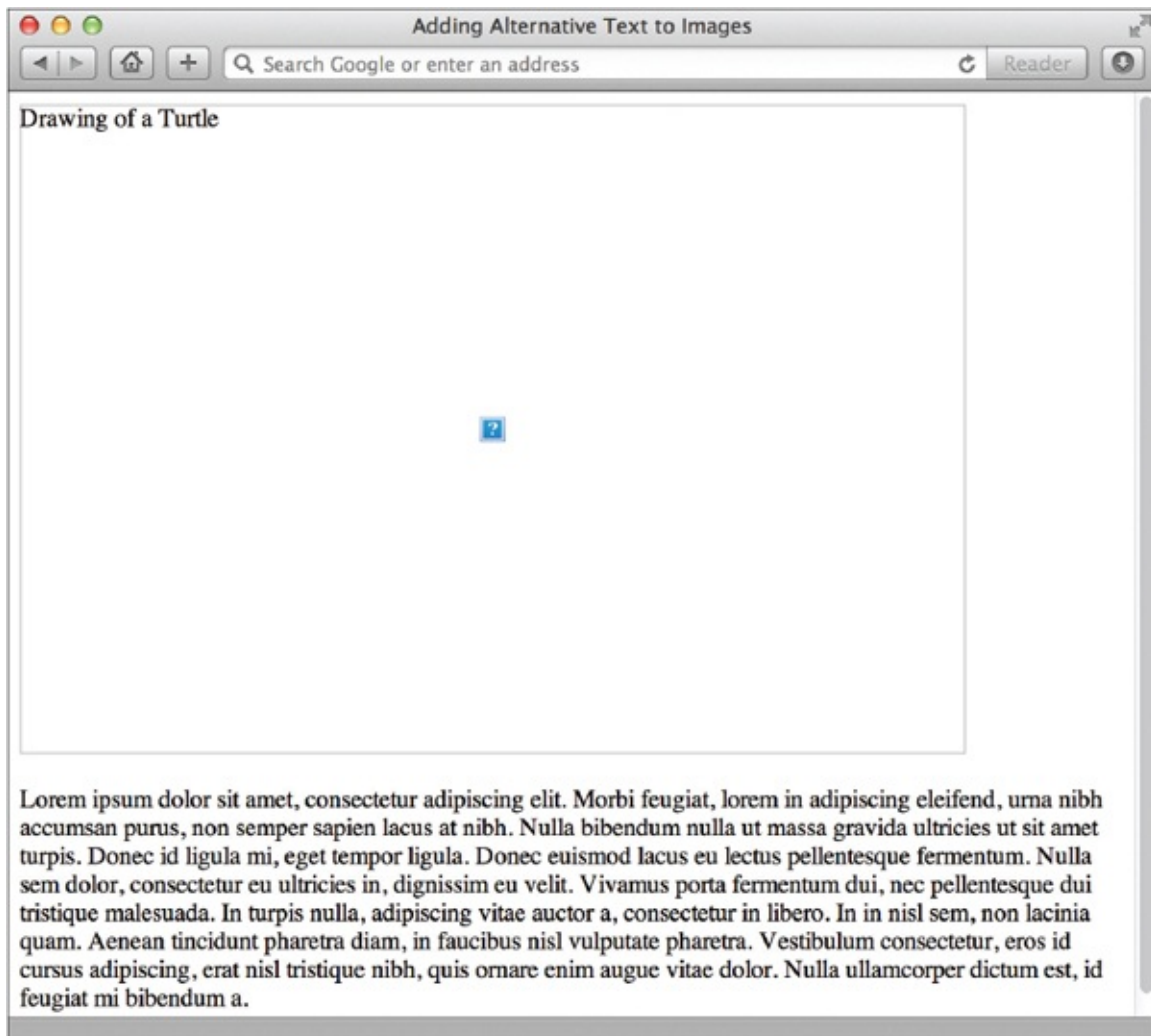 Adding Alternative Text to Images
Search Google or enter an address
Reader
Drawing of a Turtle
?
Lorem ipsum dolor sit amet, consectetur adipiscing elit. Morbi feugiat, lorem in adipiscing eleifend, urna nibh
accumsan purus, non semper sapien lacus at nibh. Nulla bibendum nulla ut massa gravida ultricies ut sit amet
turpis. Donec id ligula mi, eget tempor ligula. Donec euismod lacus eu lectus pellentesque fermentum. Nulla
sem dolor, consectetur eu ultricies in, dignissim eu velit. Vivamus porta fermentum dui, nec pellentesque dui
tristique malesuada. In turpis nulla, adipiscing vitae auctor a, consectetur in libero. In in nisl sem, non lacinia
quam. Aenean tincidunt pharetra diam, in faucibus nisl vulputate pharetra. Vestibulum consectetur, eros id
cursus adipiscing, erat nisl tristique nibh, quis ornare enim augue vitae dolor. Nulla ullamcorper dictum est, id
feugiat mi bibendum a.